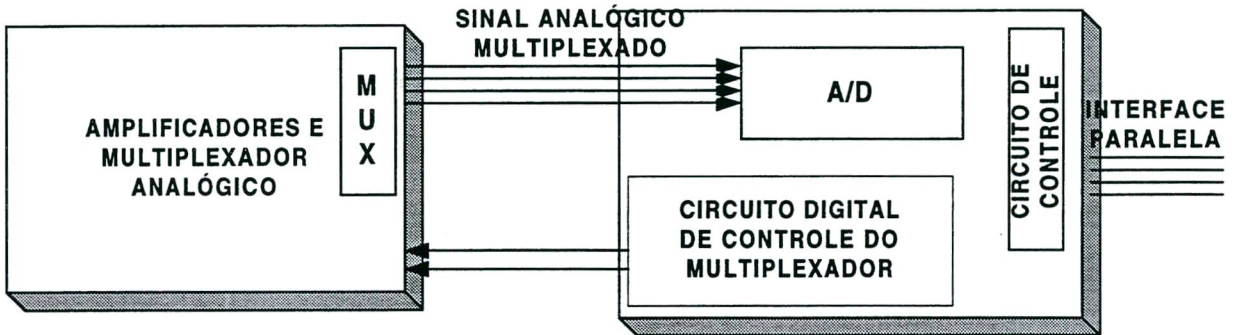 SINAL ANALÓGICO
MULTIPLEXADO
AMPLIFICADORES E
MULTIPLEXADOR
ANALÓGICO
M
U
X
A/D
CIRCUITO DIGITAL
DE CONTROLE DO
MULTIPLEXADOR
CIRCUITO DE
CONTROLE
INTERFACE
PARALELA